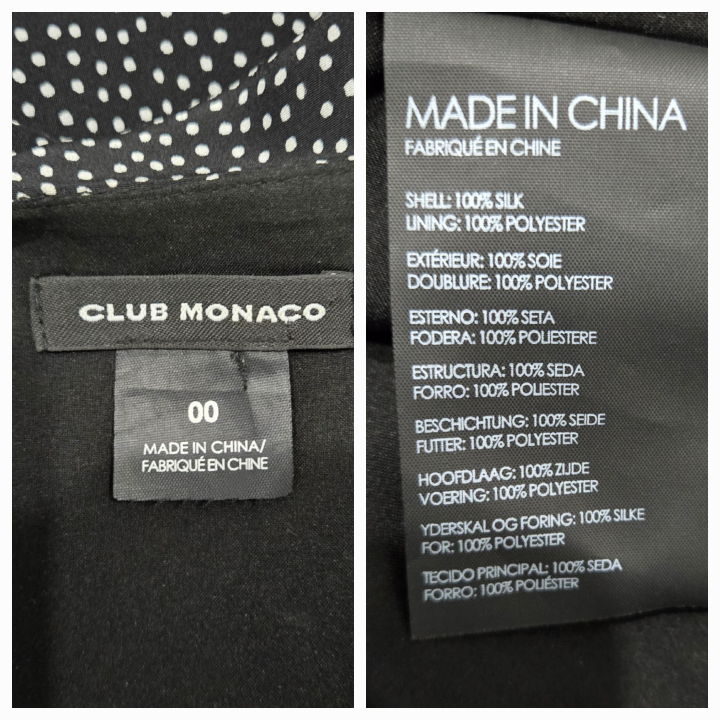 CLUB MONACO
00
MADE IN CHINA/
FABRIQUÉ EN CHINE
MADE IN CHINA
FABRIQUÉ EN CHINE
SHELL: 100% SILK
LINING: 100% POLYESTER
EXTÉRIEUR: 100% SOIE
DOUBLURE: 100% POLYESTER
ESTERNO: 100% SETA
FODERA: 100% POLIESTERE
ESTRUCTURA: 100% SEDA
FORRO: 100% POLIESTER
BESCHICHTUNG: 100% SEIDE
FUTTER: 100% POLYESTER
HOOFDLAAG: 100% ZIJDE
VOERING: 100% POLYESTER
YDERSKAL OG FORING: 100% SILKE
FOR: 100% POLYESTER
TECIDO PRINCIPAL: 100% SEDA
FORRO: 100% POLIÉSTER